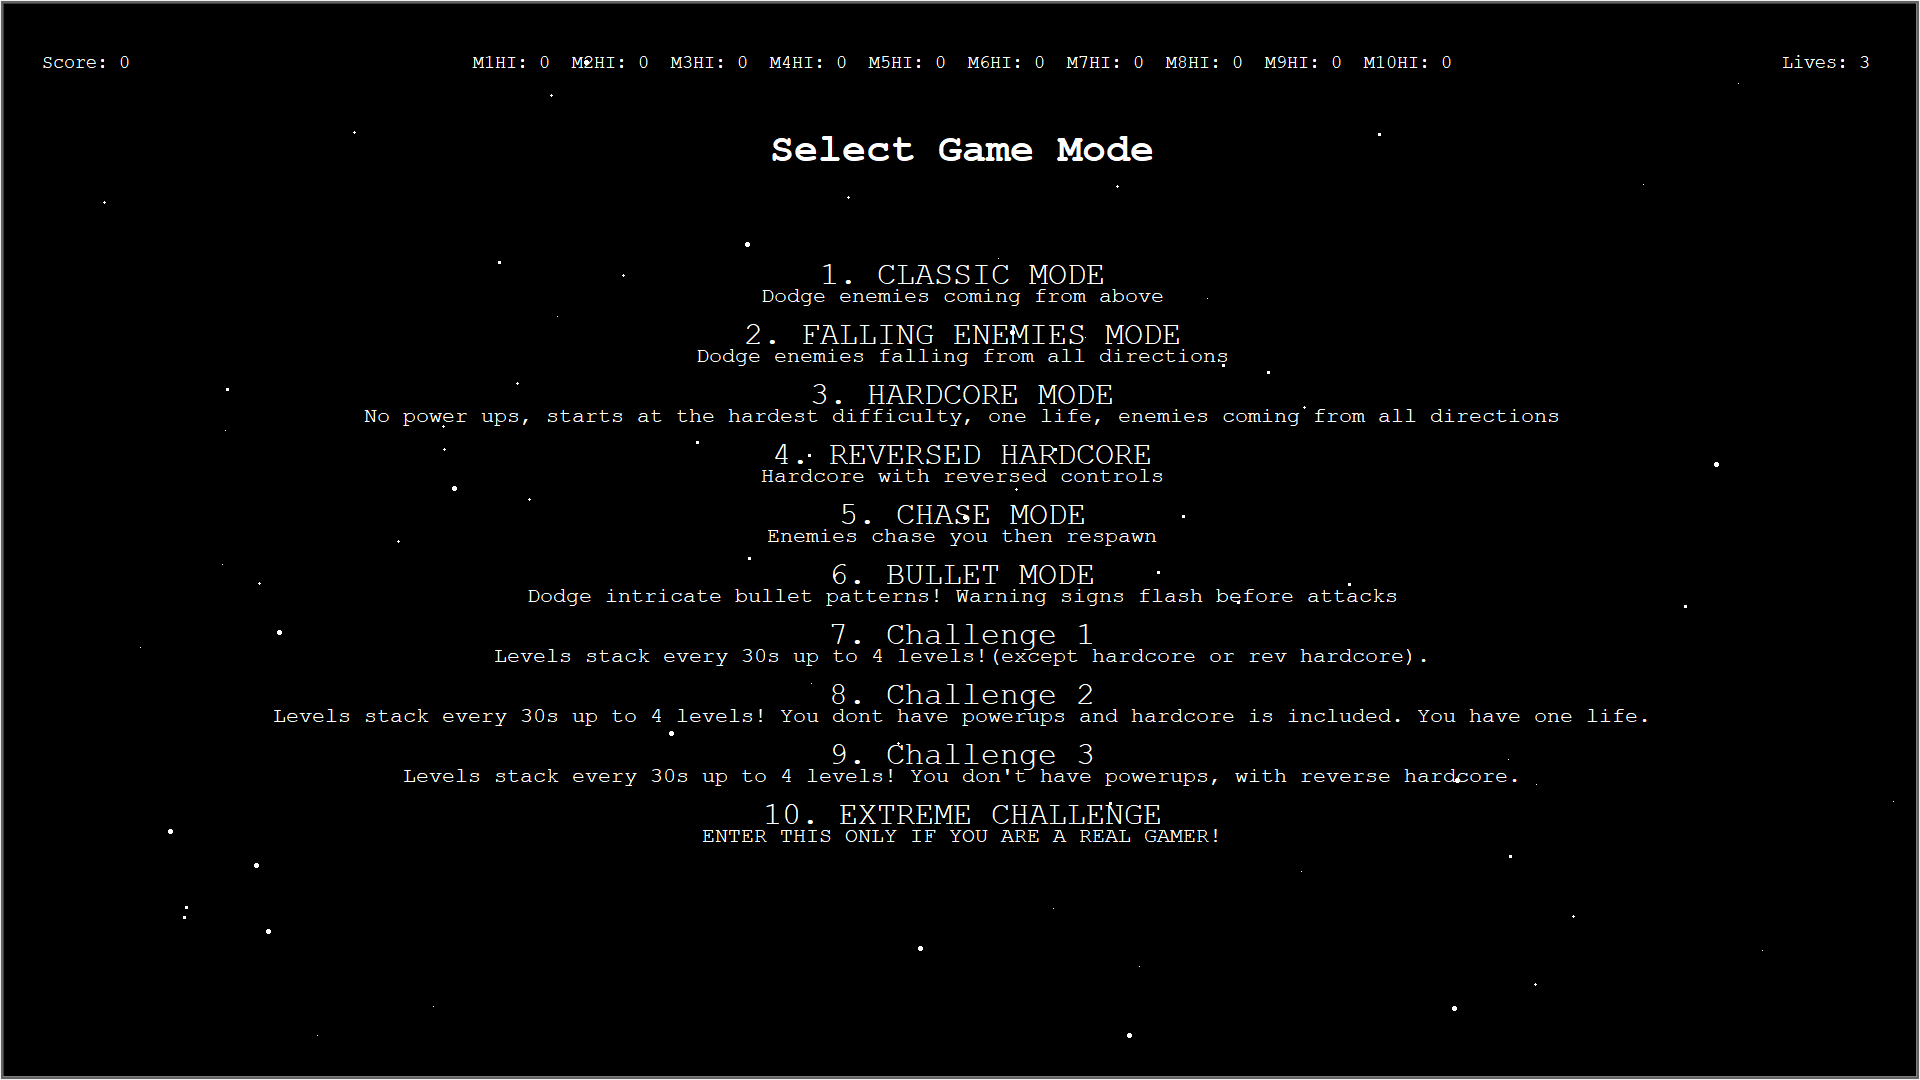 Score: 0 M1HI: 0 M2HI: 0 M3HI: 0 M4HI: 0 M5HI: 0 M6HI: 0 M7HI: 0 M8HI: 0 M9HI: 0 M10HI: 0 Lives: 3
Select Game Mode
1. CLASSIC MODE
Dodge enemies coming from above
2. FALLING ENEMIES MODE
Dodge enemies falling from all directions
3. HARDCORE MODE
No power ups, starts at the hardest difficulty, one life, enemies coming from all directions
4. REVERSED HARDCORE
Hardcore with reversed controls
5. CHASE MODE
Enemies chase you then respawn
6. BULLET MODE
Dodge intricate bullet patterns! Warning signs flash before attacks
7. Challenge 1
Levels stack every 30s up to 4 levels!(except hardcore or rev hardcore).
8. Challenge 2
Levels stack every 30s up to 4 levels! You dont have powerups and hardcore is included. You have one life.
9. Challenge 3
Levels stack every 30s up to 4 levels! You don't have powerups, with reverse hardcore.
10. EXTREME CHALLENGE
ENTER THIS ONLY IF YOU ARE A REAL GAMER!